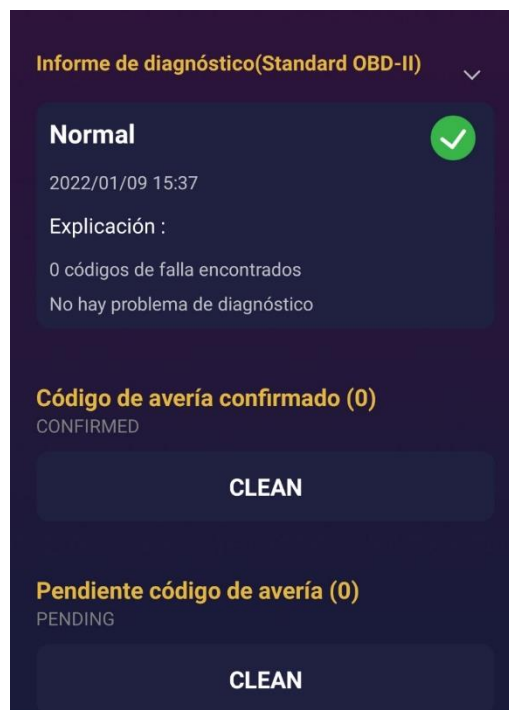 Informe de diagnóstico(Standard OBD-II)
Normal
2022/01/09 15:37
Explicación :
0 códigos de falla encontrados
No hay problema de diagnóstico
Código de avería confirmado (0)
CONFIRMED
CLEAN
Pendiente código de avería (0)
PENDING
CLEAN